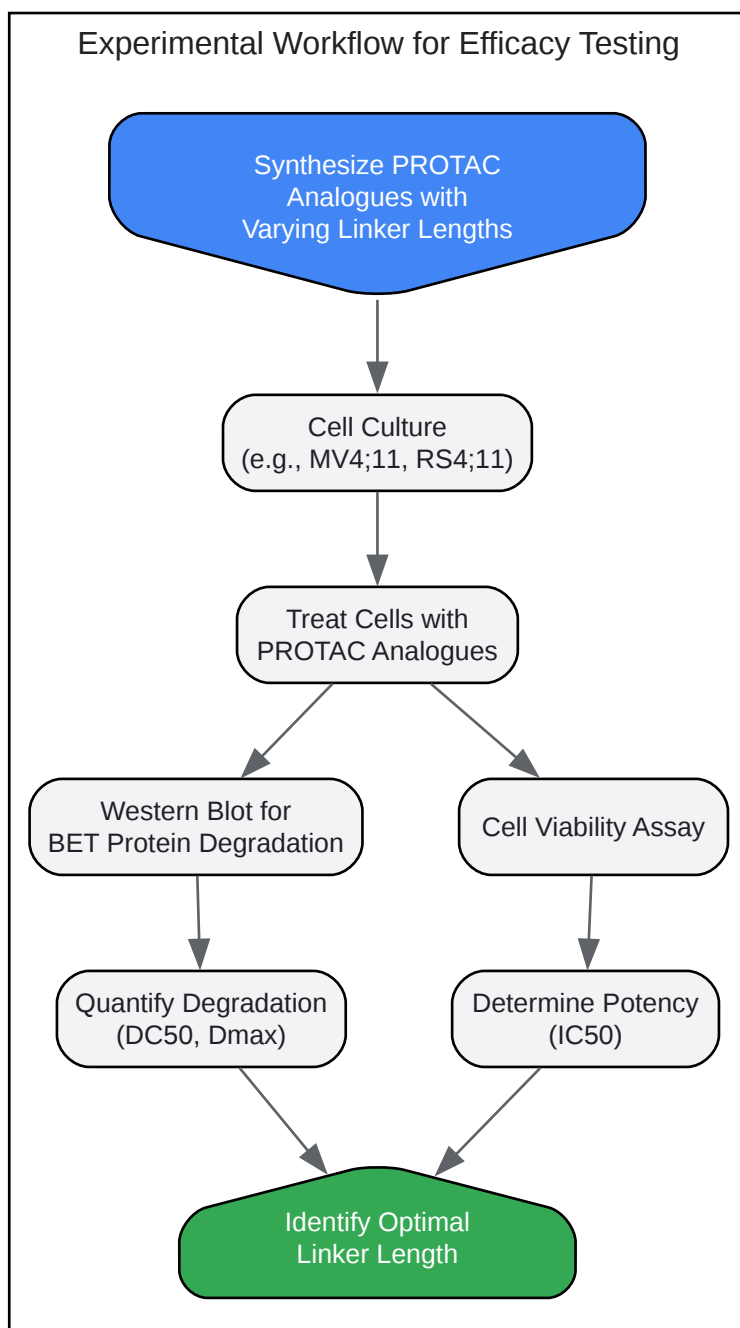 Experimental Workflow for Efficacy Testing
Synthesize PROTAC
Analogues with
Varying Linker Lengths
Cell Culture
(e.g., MV4;11, RS4;11)
Treat Cells with
PROTAC Analogues
Western Blot for
BET Protein Degradation
Cell Viability Assay
Quantify Degradation
(DC50, Dmax)
Determine Potency
(IC50)
Identify Optimal
Linker Length